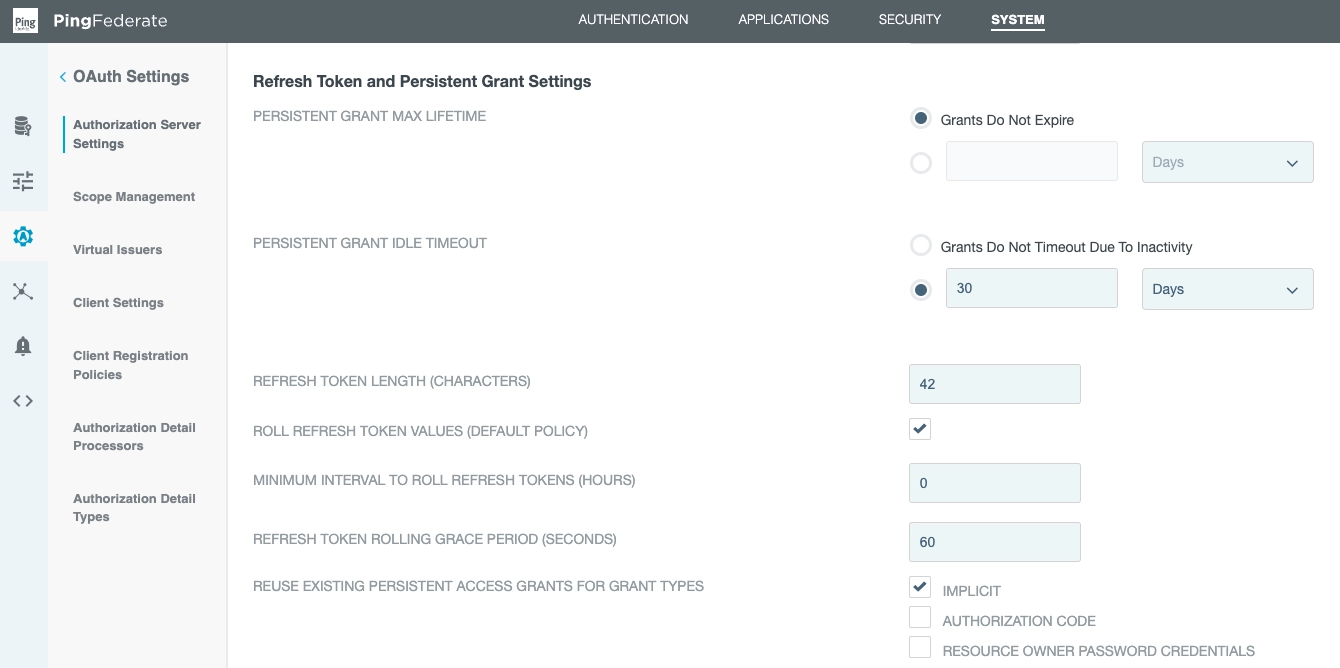 Ping
PingFederate
AUTHENTICATION
APPLICATIONS
SECURITY
SYSTEM
OAuth Settings
Authorization Server
Settings
Scope Management
Virtual Issuers
Client Settings
Client Registration
Policies
Authorization Detail
Processors
Authorization Detail
Types
Refresh Token and Persistent Grant Settings
PERSISTENT GRANT MAX LIFETIME
Grants Do Not Expire
Days
PERSISTENT GRANT IDLE TIMEOUT
Grants Do Not Timeout Due To Inactivity
30
Days
REFRESH TOKEN LENGTH (CHARACTERS)
42
ROLL REFRESH TOKEN VALUES (DEFAULT POLICY)
MINIMUM INTERVAL TO ROLL REFRESH TOKENS (HOURS)
0
REFRESH TOKEN ROLLING GRACE PERIOD (SECONDS)
60
REUSE EXISTING PERSISTENT ACCESS GRANTS FOR GRANT TYPES
IMPLICIT
AUTHORIZATION CODE
RESOURCE OWNER PASSWORD CREDENTIALS